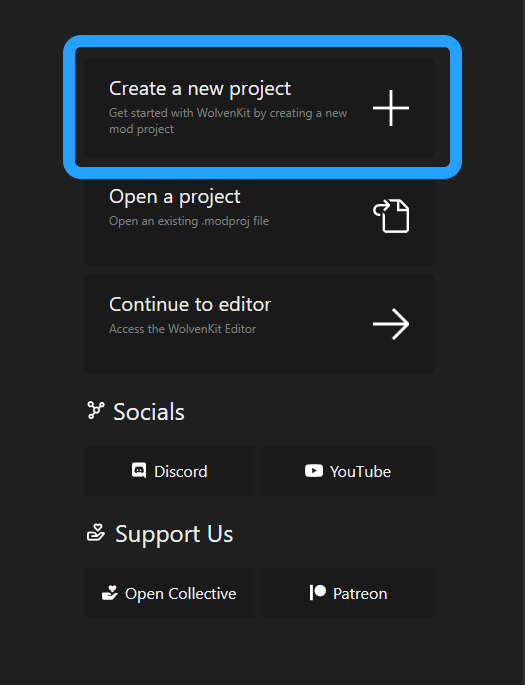 Create a new project
Get started with WolvenKit by creating a new
mod project
Open a project
Open an existing .modproj file
Continue to editor
Access the WolvenKit Editor
Socials
Discord
YouTube
Support Us
Open Collective
Patreon